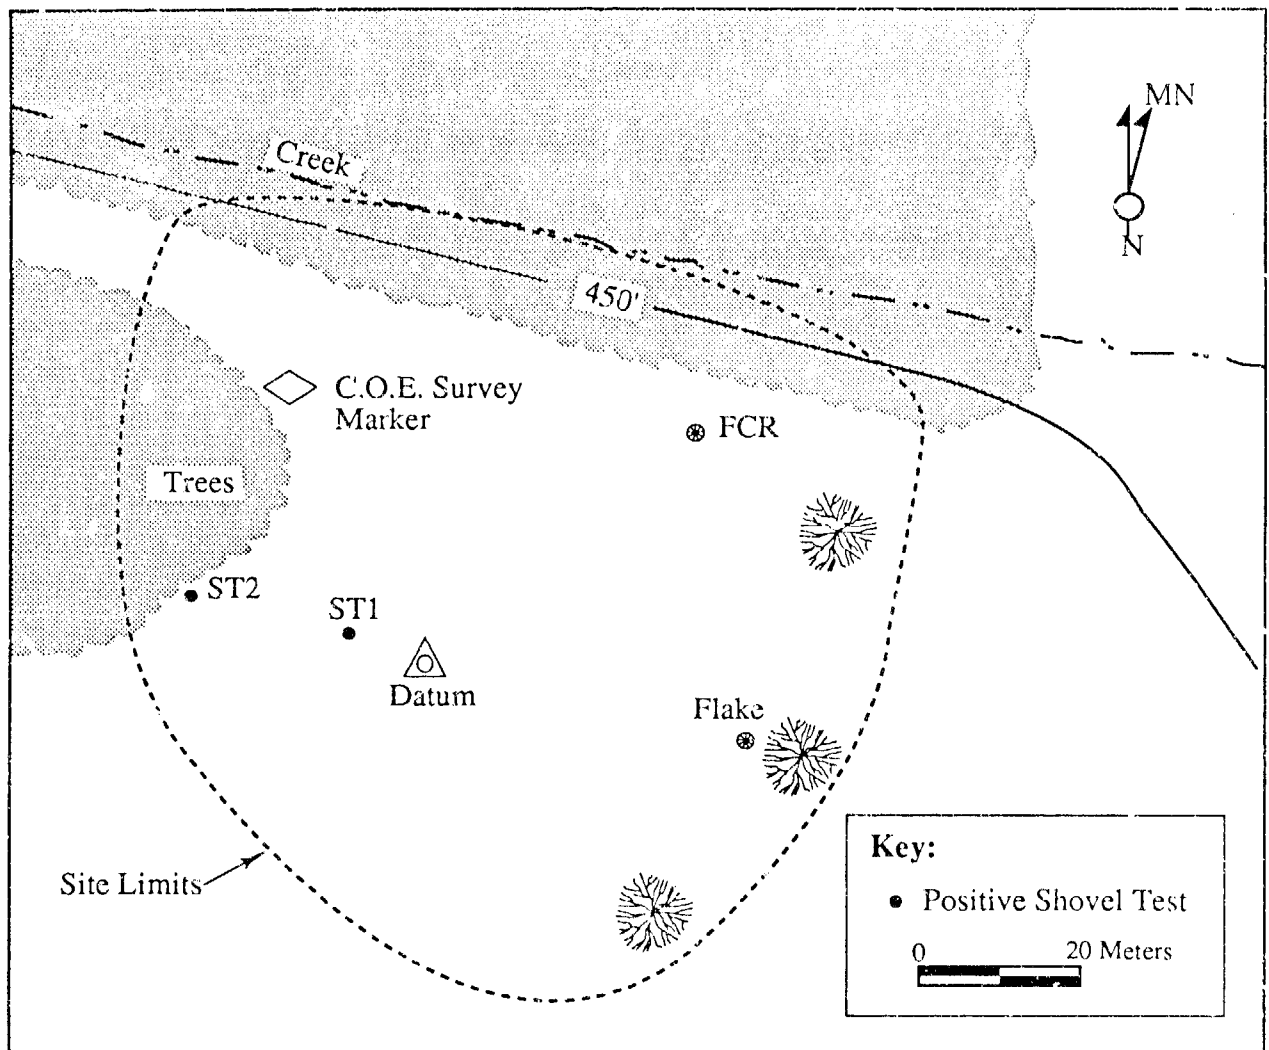 MN
Creek
N
450'
C.O.E. Survey
Marker
FCR
Trees
ST2
ST1
Datum
Flake
Site Limits
Key:
Positive Shovel Test
0 20 Meters